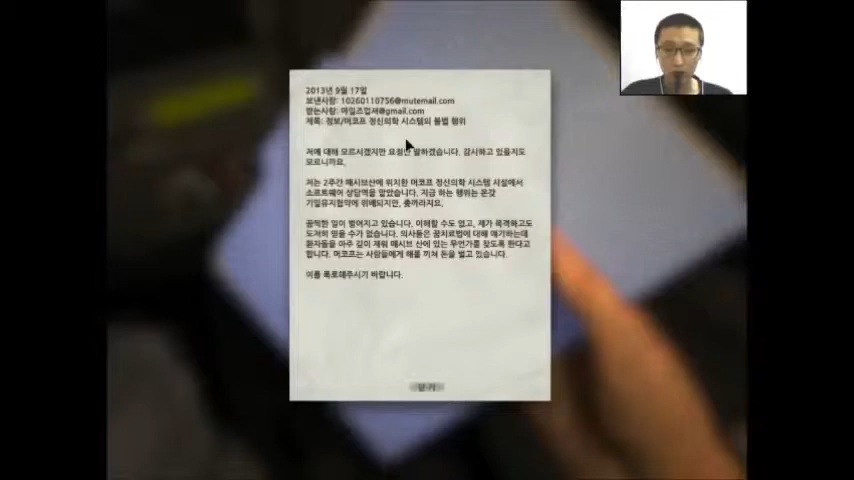 2013년 9월 17일
보낸사람: 10260110756@mutemail.com
받는사람: 마일즈업셔@gmail.com
제목: 정보/머코프 정신의학 시스템의 불법 행위
저에 대해 모르시겠지만 요점만 말하겠습니다. 감시하고 있을지도
모르니까요.
저는 2주간 매시브산에 위치한 머코프 정신의학 시스템 시설에서
소프트웨어 상담역을 맡았습니다. 지금 하는 행위는 온갖
기밀유지협약에 위배되지만, 좆까라지요.
끔찍한 일이 벌어지고 있습니다. 이해할 수도 없고, 제가 목격하고도
도저히 믿을 수가 없습니다. 의사들은 꿈치료법에 대해 얘기하는데
환자들을 아주 깊이 재워 매시브 산에 있는 무언가를 찾도록 한다고
합니다. 머코프는 사람들에게 해를 끼쳐 돈을 벌고 있습니다.
이를 폭로해주시기 바랍니다.
닫기